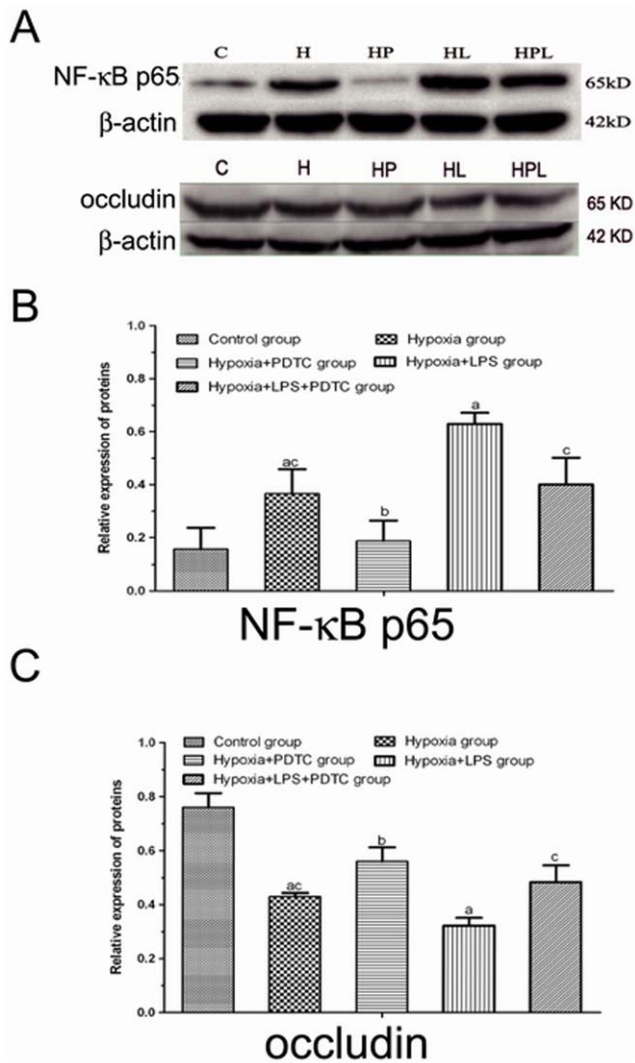 A
C H HP HL HPL
NF-κB p65 65kD
β-actin 42kD
C H HP HL HPL
occludin 65 KD
β-actin 42 KD
B
Relative expression of proteins
1.0
0.8
0.6
0.4
0.2
0.0
Control group Hypoxia group
Hypoxia+PDTC group Hypoxia+LPS group
Hypoxia+LPS+PDTC group
ac b a c
NF-κB p65
C
Relative expression of proteins
1.0
0.8
0.6
0.4
0.2
0.0
Control group Hypoxia group
Hypoxia+PDTC group Hypoxia+LPS group
Hypoxia+LPS+PDTC group
ac b a c
occludin